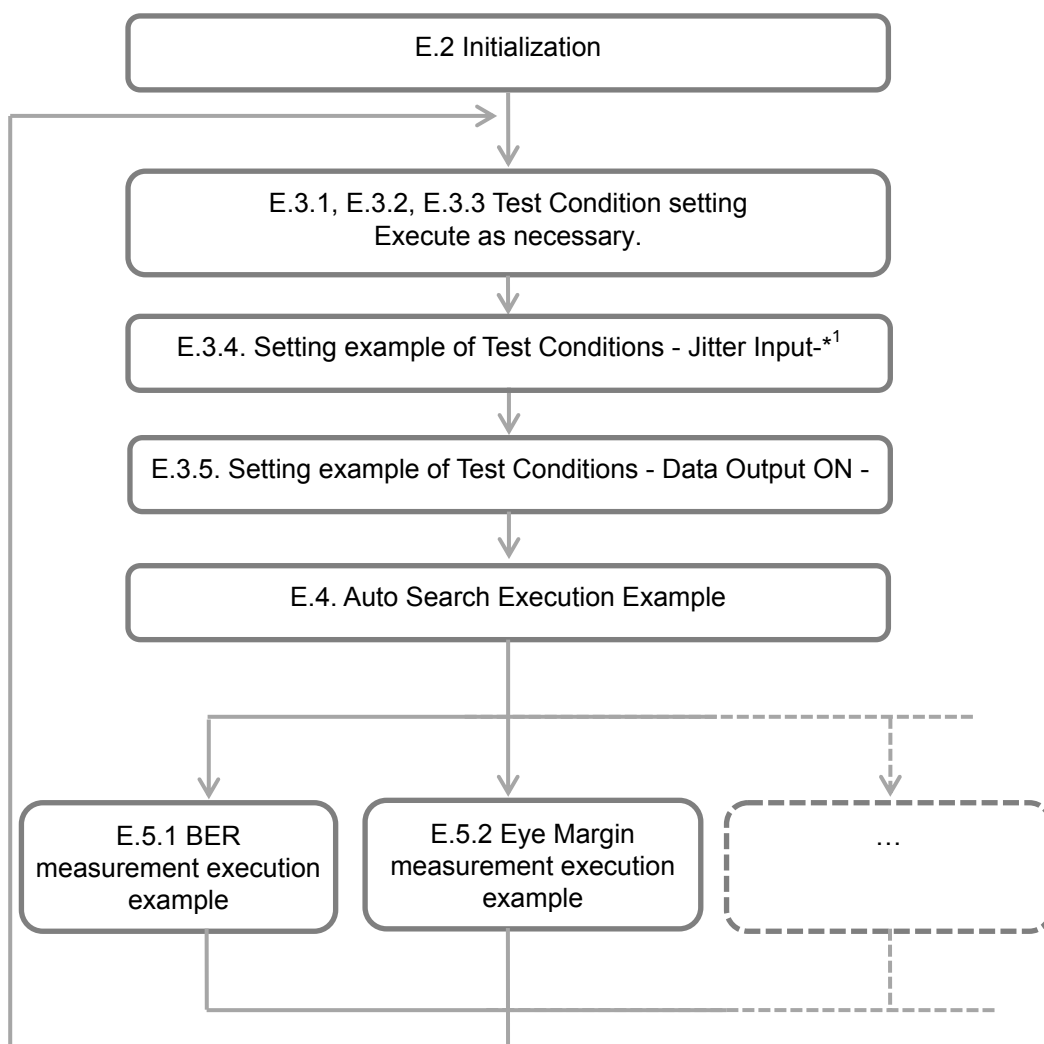 E.2 Initialization
E.3.1, E.3.2, E.3.3 Test Condition setting
Execute as necessary.
E.3.4. Setting example of Test Conditions - Jitter Input-*1
E.3.5. Setting example of Test Conditions - Data Output ON -
E.4. Auto Search Execution Example
E.5.1 BER
measurement execution
example
E.5.2 Eye Margin
measurement execution
example
…